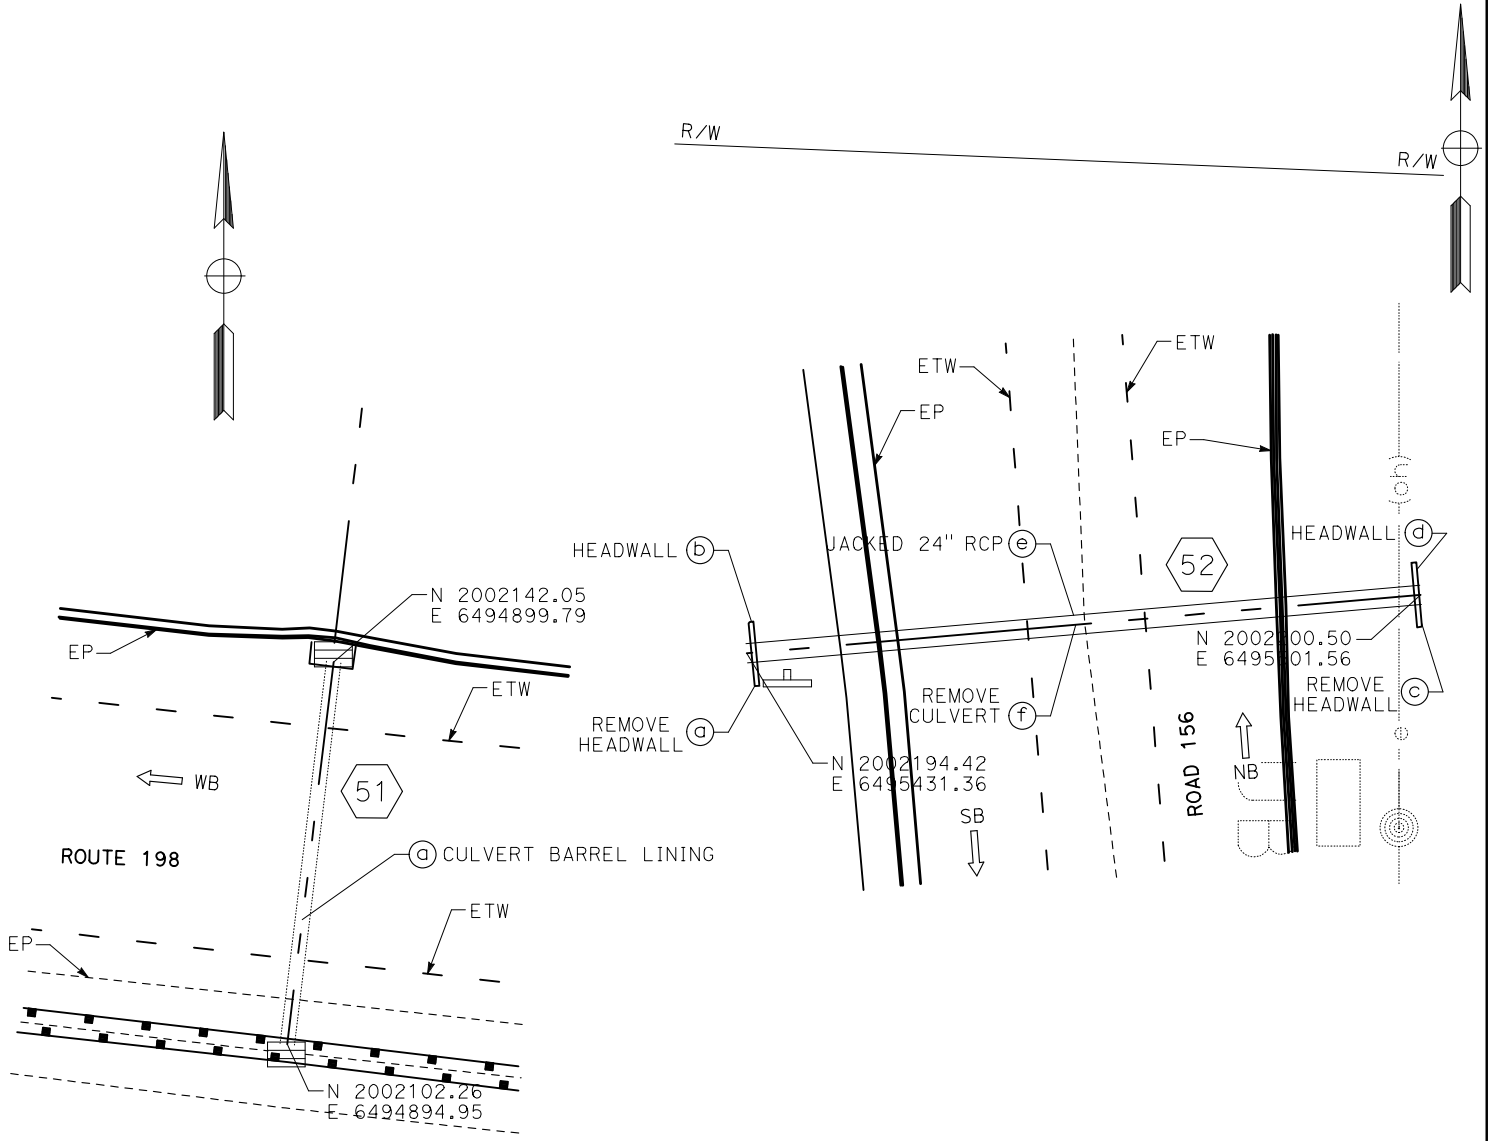 R/W
R/W
ETW
ETW
EP
EP
(no)
JACKED 24" RCP e
HEADWALL b
52
HEADWALL d
N 2002142.05
E 6494899.79
EP
ETW
E 6495
REMOVE
HEADWALL c
REMOVE
CULVERT f
REMOVE
HEADWALL a
ROAD 156
N 2002194.42
E 6495431.36
NB
SB
WB
51
ROUTE 198
a CULVERT BARREL LINING
ETW
EP
N 2002102.26
E 6494894.95